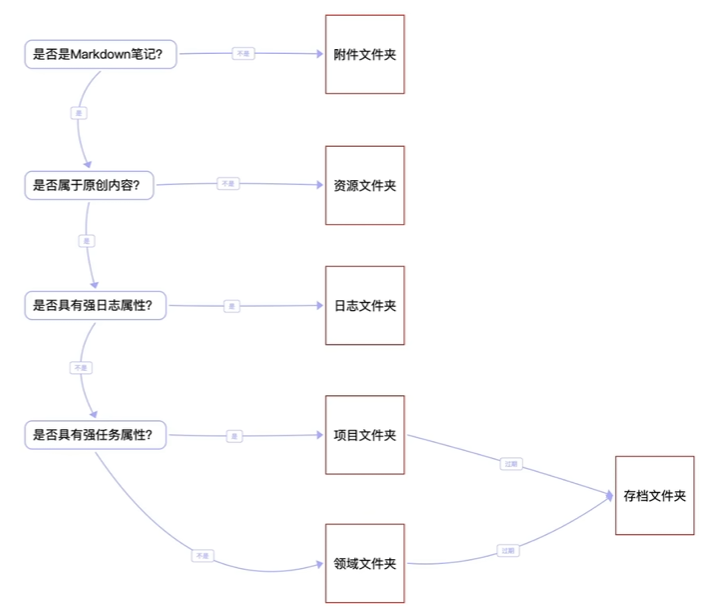 是否是Markdown笔记?
不是
附件文件夹
是
是否属于原创内容?
不是
资源文件夹
是
是否具有强日志属性?
是
日志文件夹
不是
是否具有强任务属性?
是
项目文件夹
过期
存档文件夹
不是
领域文件夹
过期